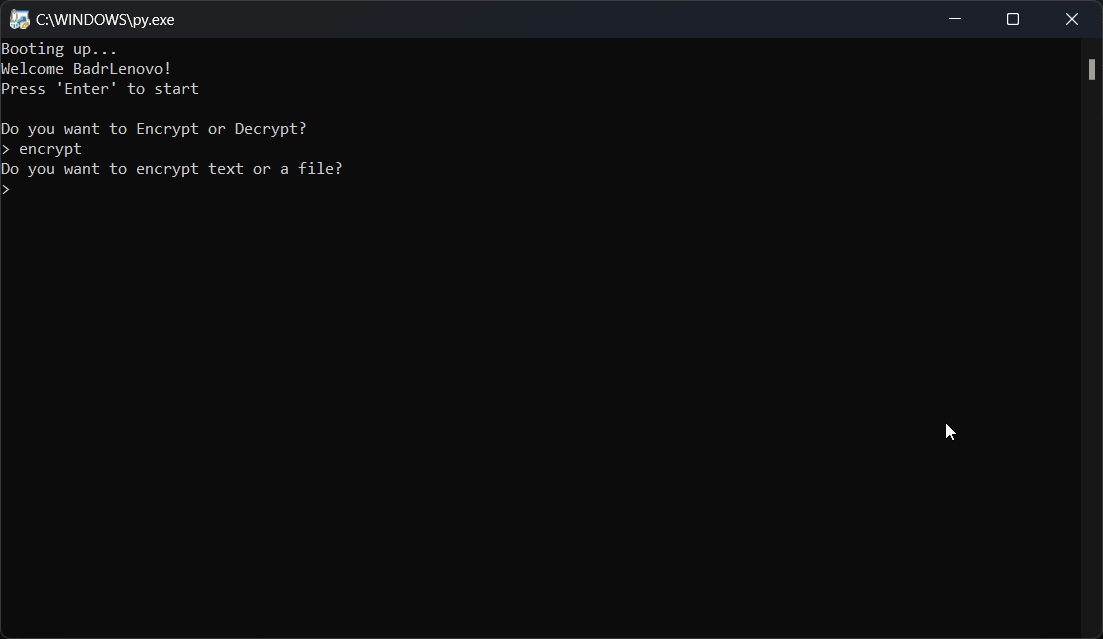 C:\WINDOWS\py.exe
Booting up...
Welcome BadrLenovo!
Press 'Enter' to start
Do you want to Encrypt or Decrypt?
> encrypt
Do you want to encrypt text or a file?
>